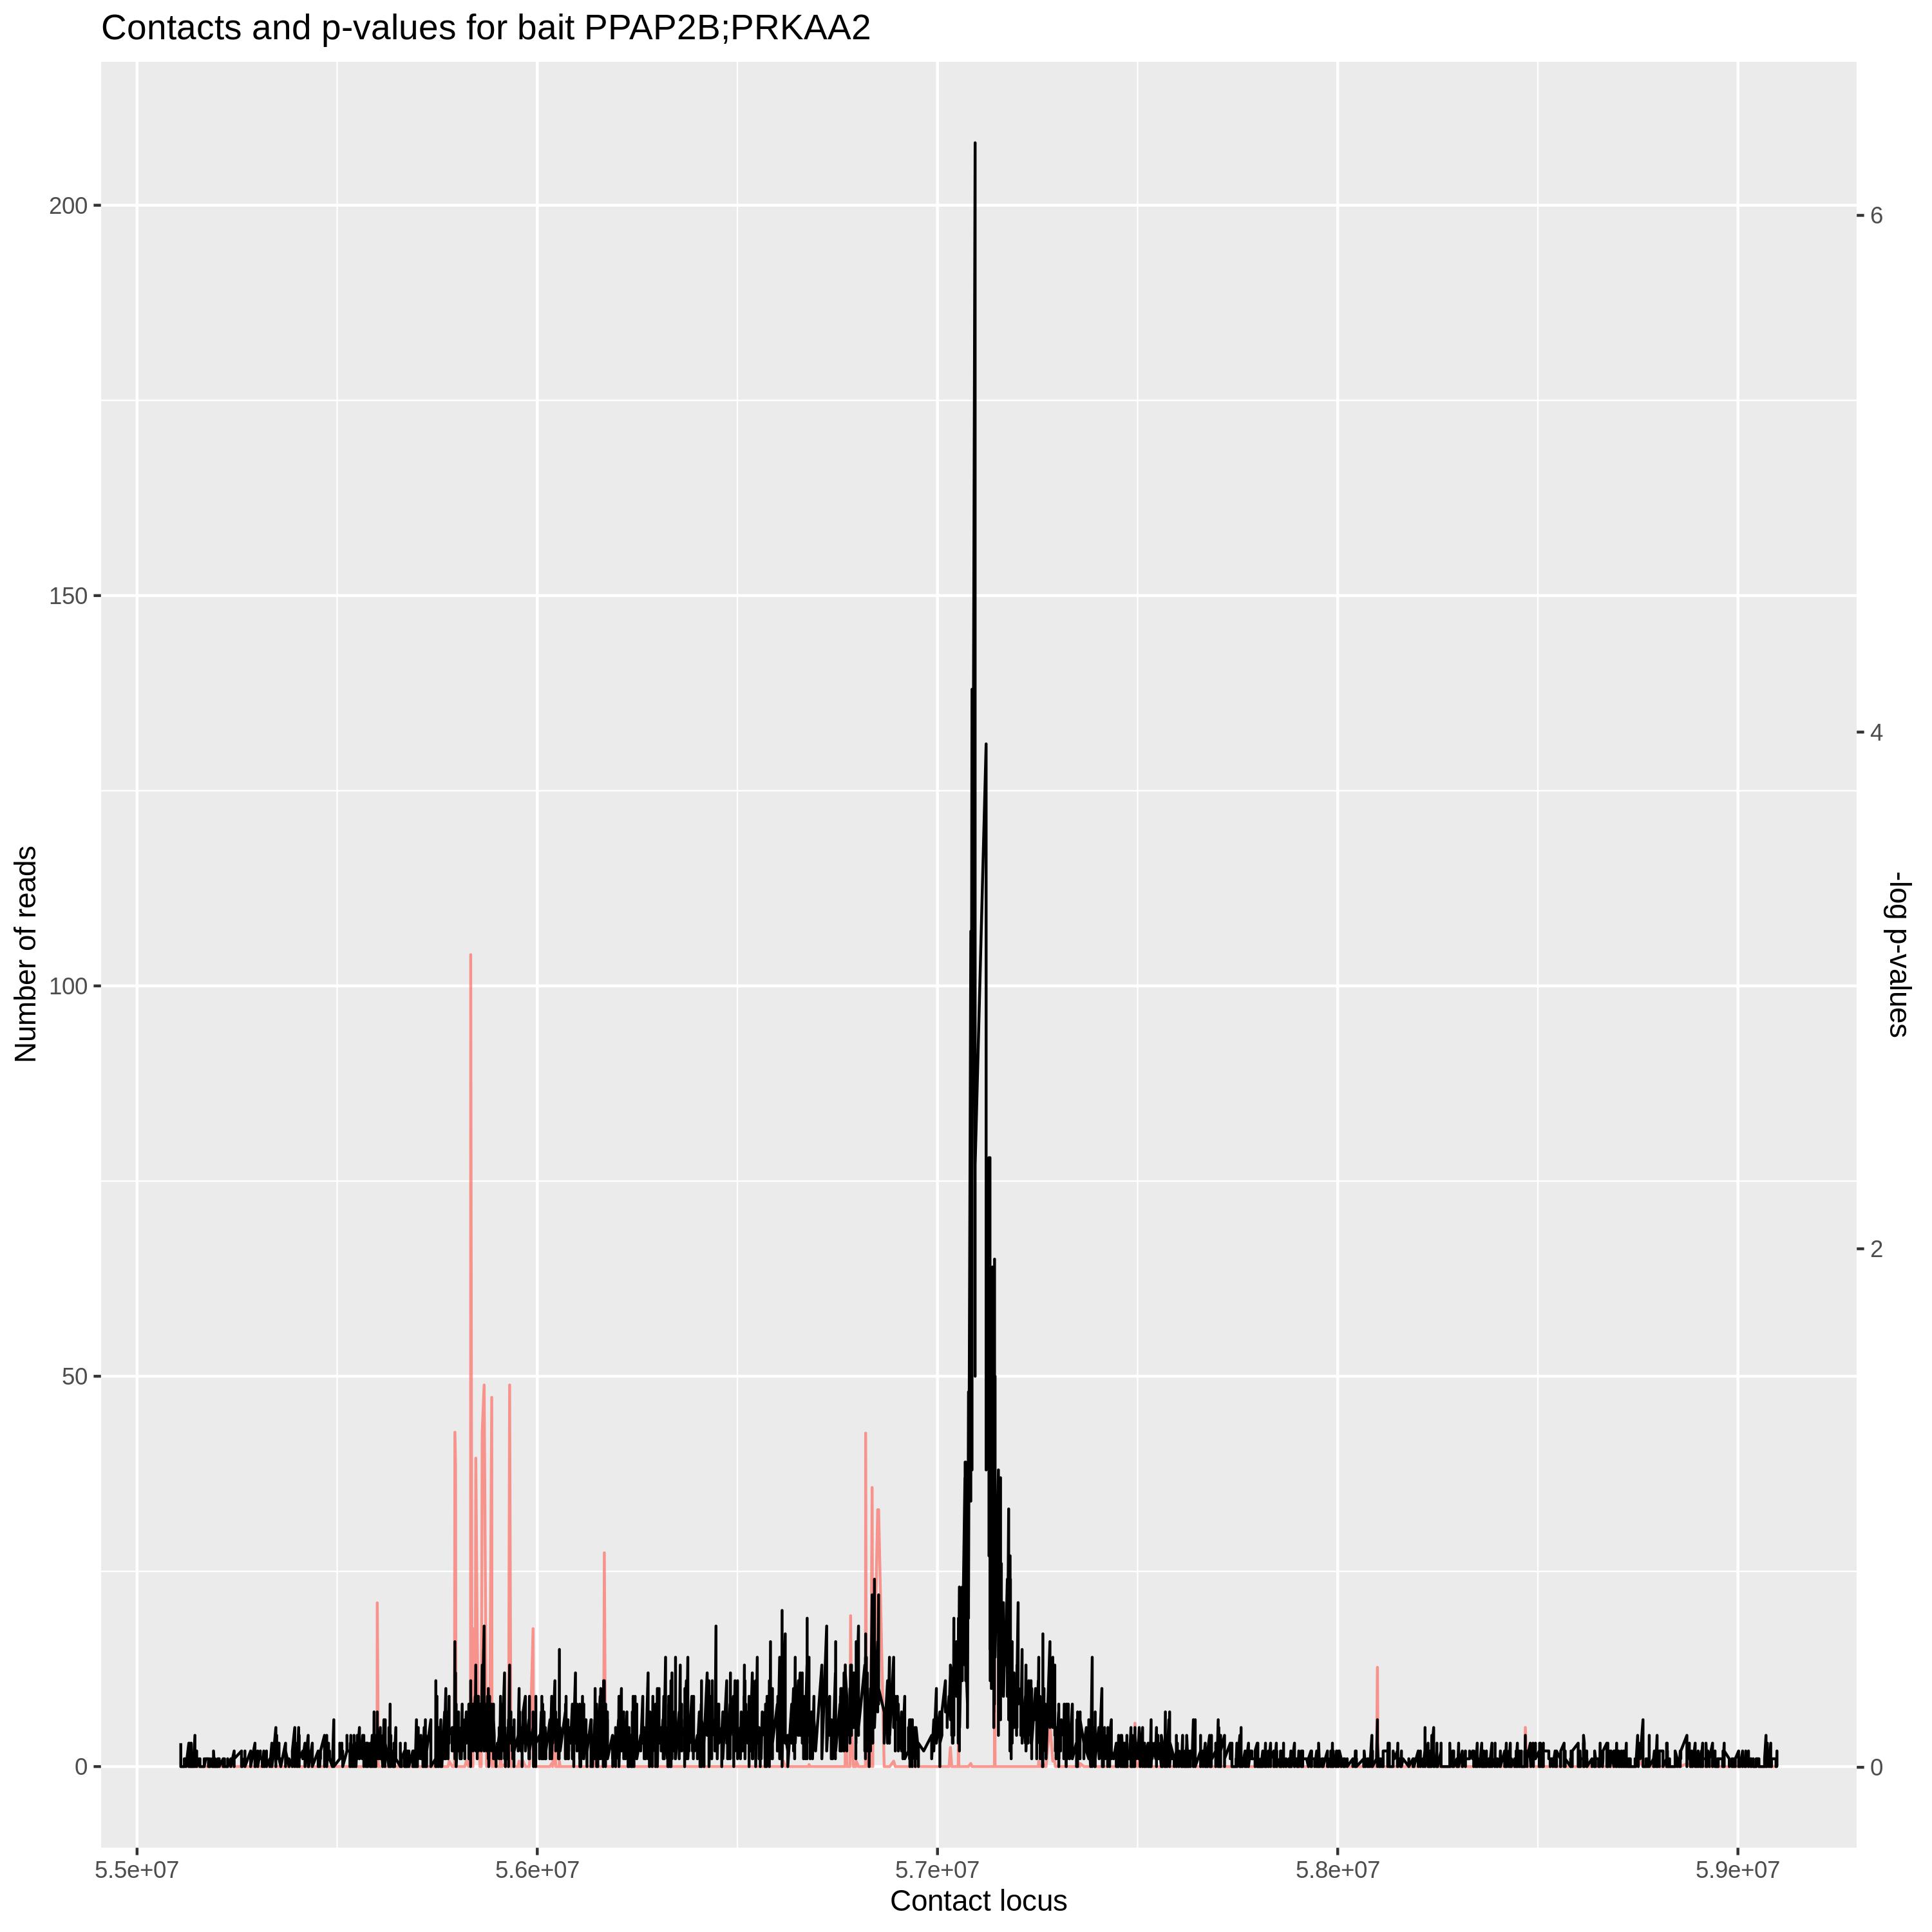 Contacts and p-values for bait PPAP2B;PRKAA2
200
150
100
50
0
Number of reads
6
4
2
0
-log p-values
5.5e+07 5.6e+07 5.7e+07 5.8e+07 5.9e+07
Contact locus